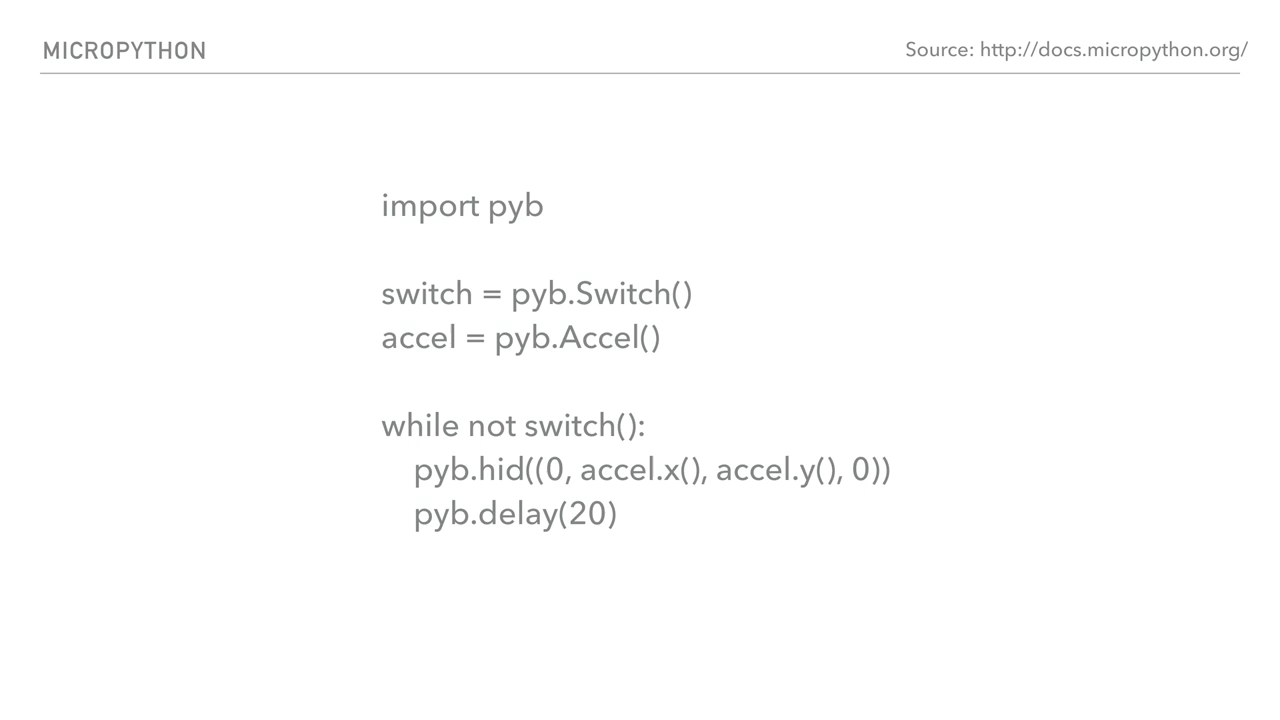 MICROPYTHON
Source: http://docs.micropython.org/
import pyb
switch = pyb.Switch()
accel = pyb.Accel()
while not switch():
    pyb.hid((0, accel.x(), accel.y(), 0))
    pyb.delay(20)